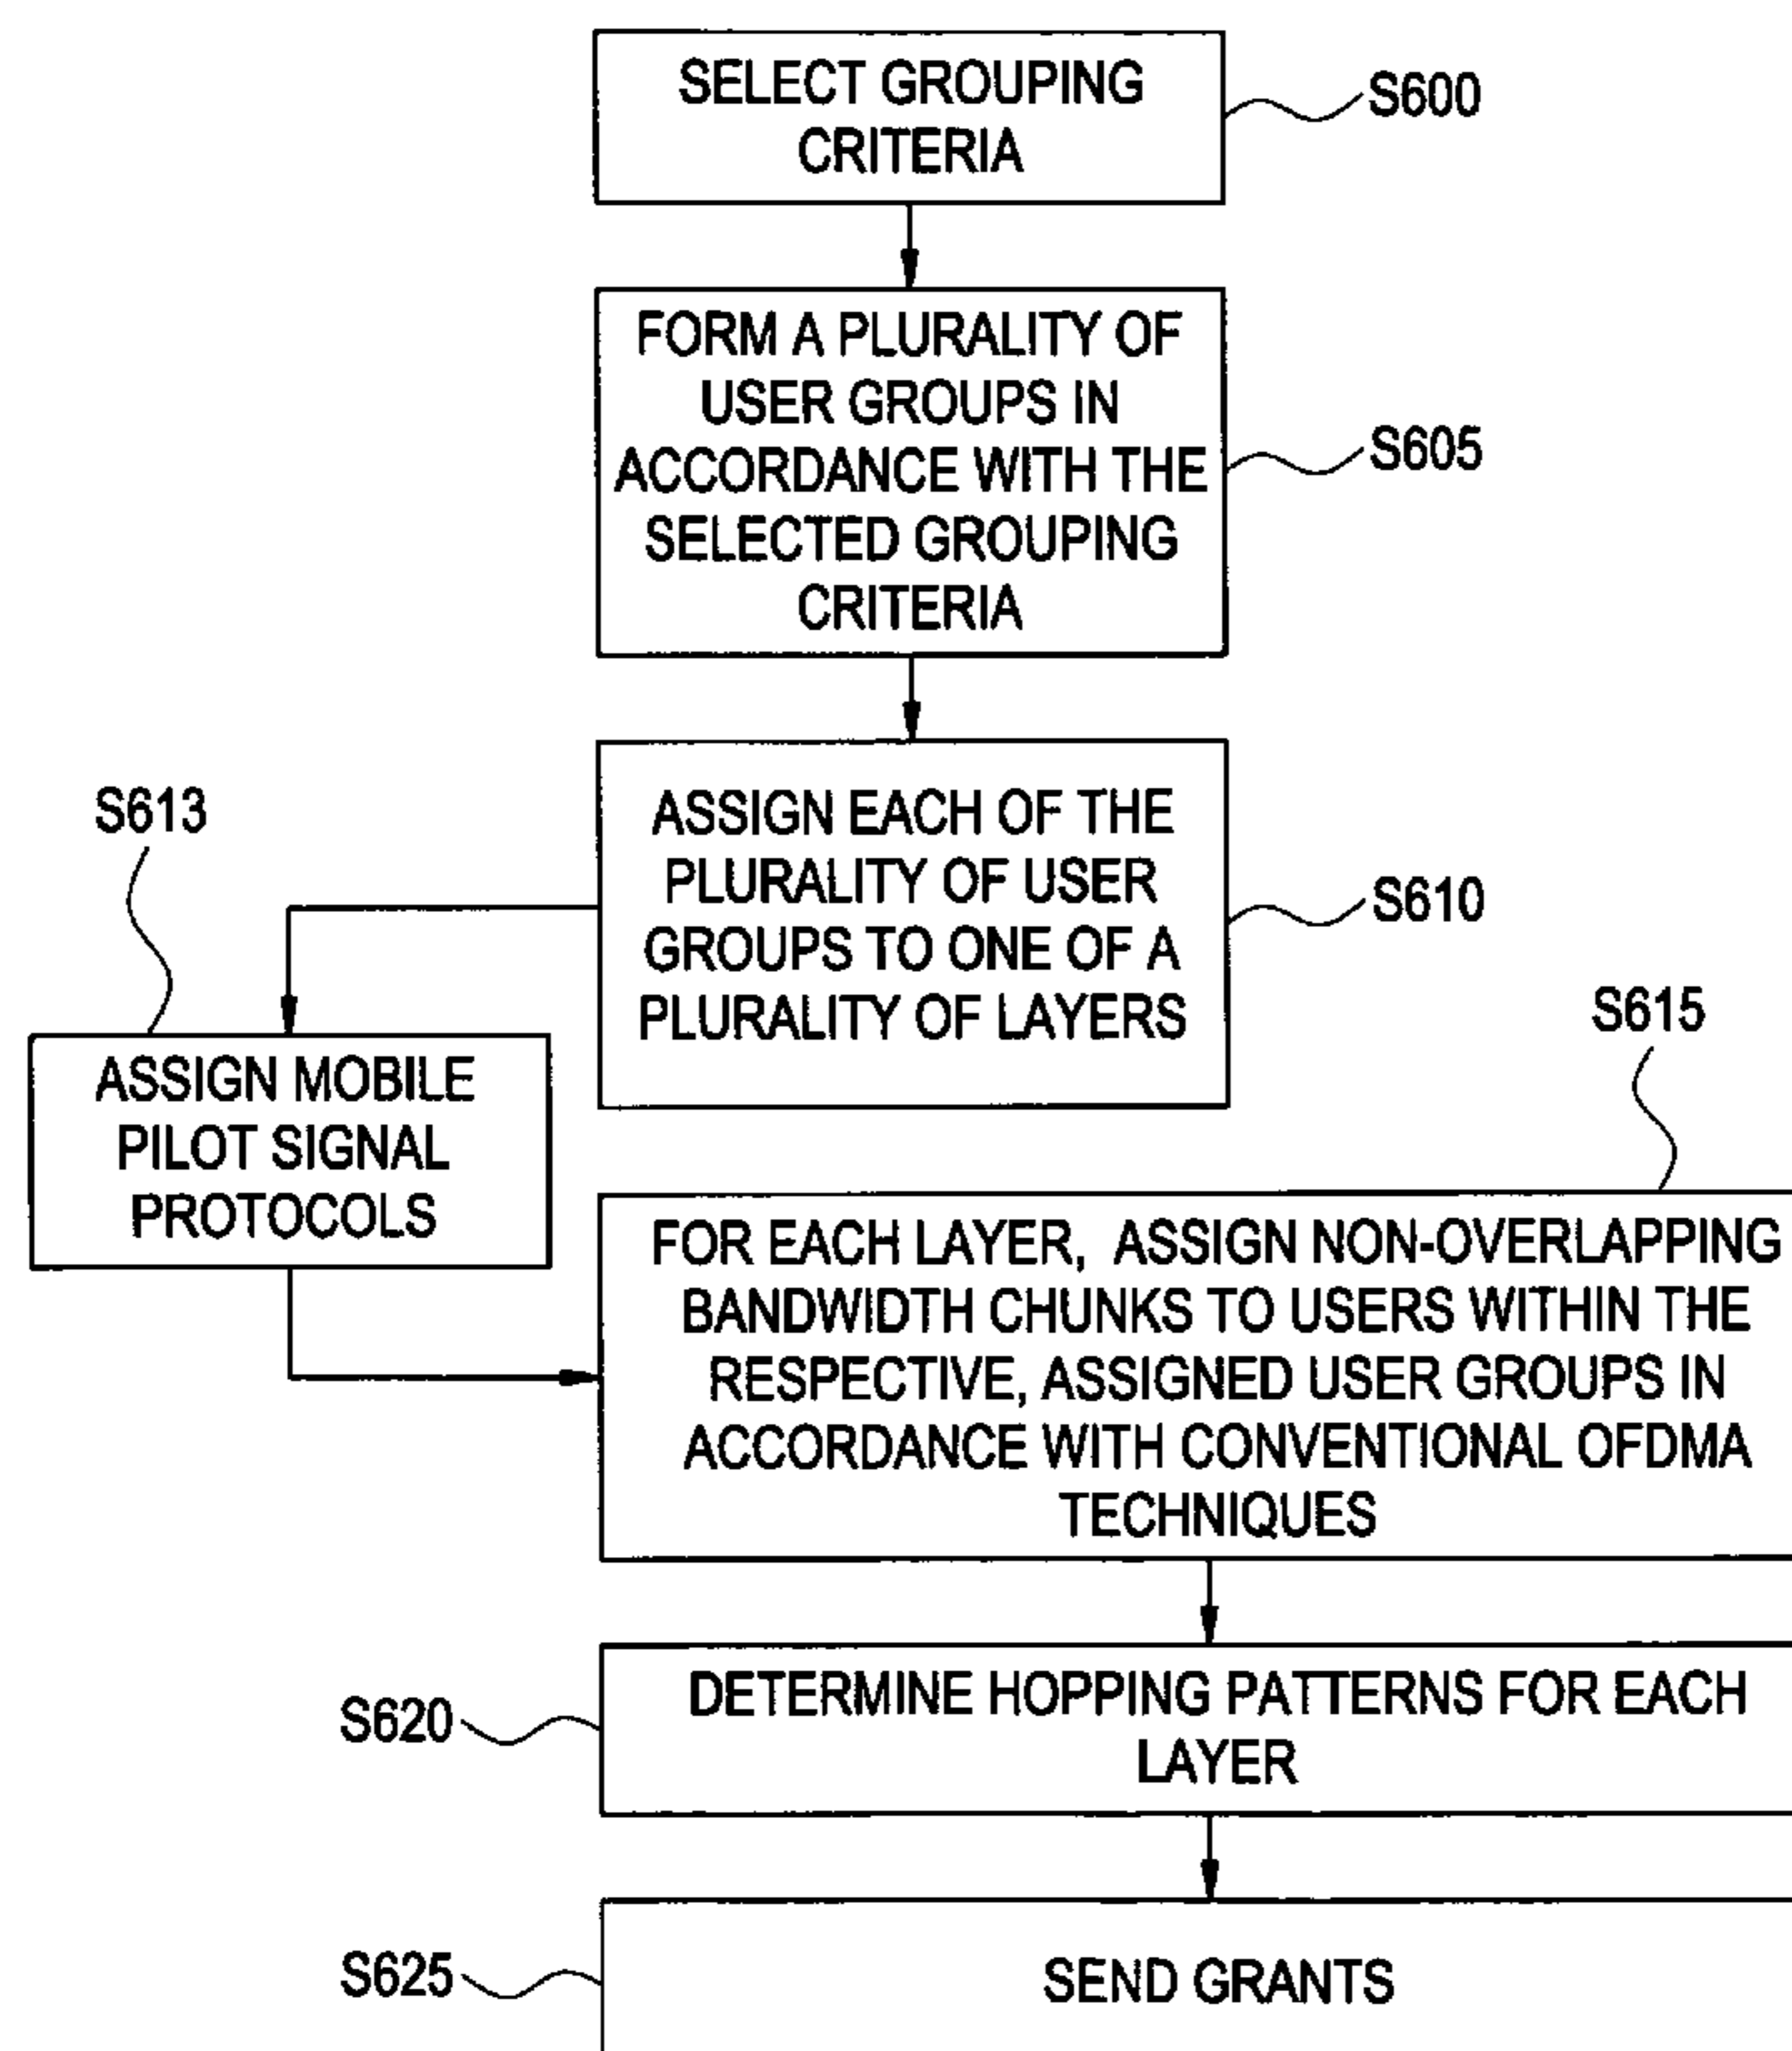 SELECT GROUPING
CRITERIA
S600
FORM A PLURALITY OF
USER GROUPS IN
ACCORDANCE WITH THE
SELECTED GROUPING
CRITERIA
S605
ASSIGN EACH OF THE
PLURALITY OF USER
GROUPS TO ONE OF A
PLURALITY OF LAYERS
S610
S613
ASSIGN MOBILE
PILOT SIGNAL
PROTOCOLS
S615
FOR EACH LAYER, ASSIGN NON-OVERLAPPING
BANDWIDTH CHUNKS TO USERS WITHIN THE
RESPECTIVE, ASSIGNED USER GROUPS IN
ACCORDANCE WITH CONVENTIONAL OFDMA
TECHNIQUES
S620
DETERMINE HOPPING PATTERNS FOR EACH
LAYER
S625
SEND GRANTS